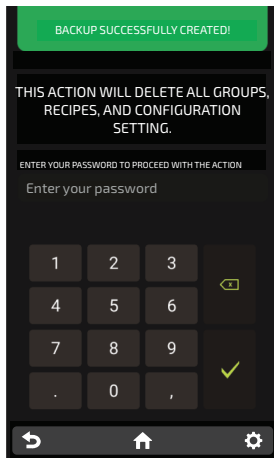 BACKUP SUCCESSFULLY CREATED!
THIS ACTION WILL DELETE ALL GROUPS,
RECIPES, AND CONFIGURATION
SETTING.
ENTER YOUR PASSWORD TO PROCEED WITH THE ACTION
Enter your password
1 2 3
x
4 5 6
7 8 9
. 0 ,